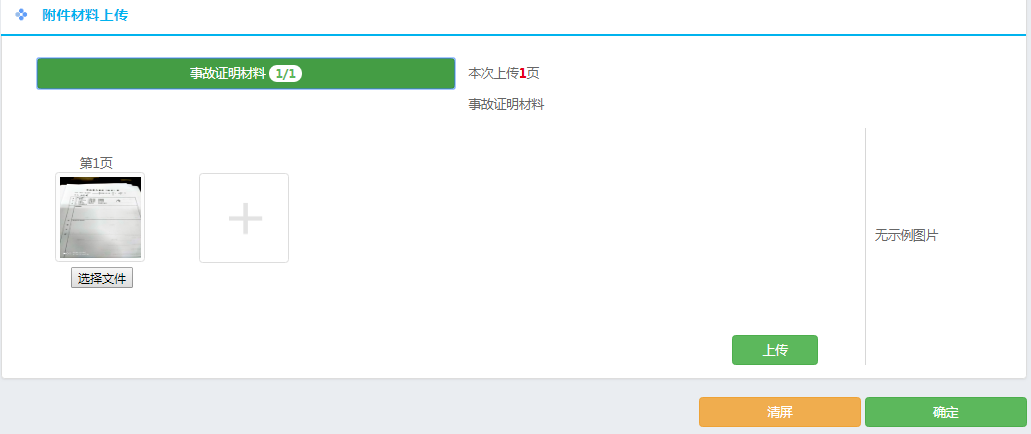 附件材料上传
事故证明材料 1/1
本次上传1页
事故证明材料
第1页
选择文件
无示例图片
上传
清屏
确定